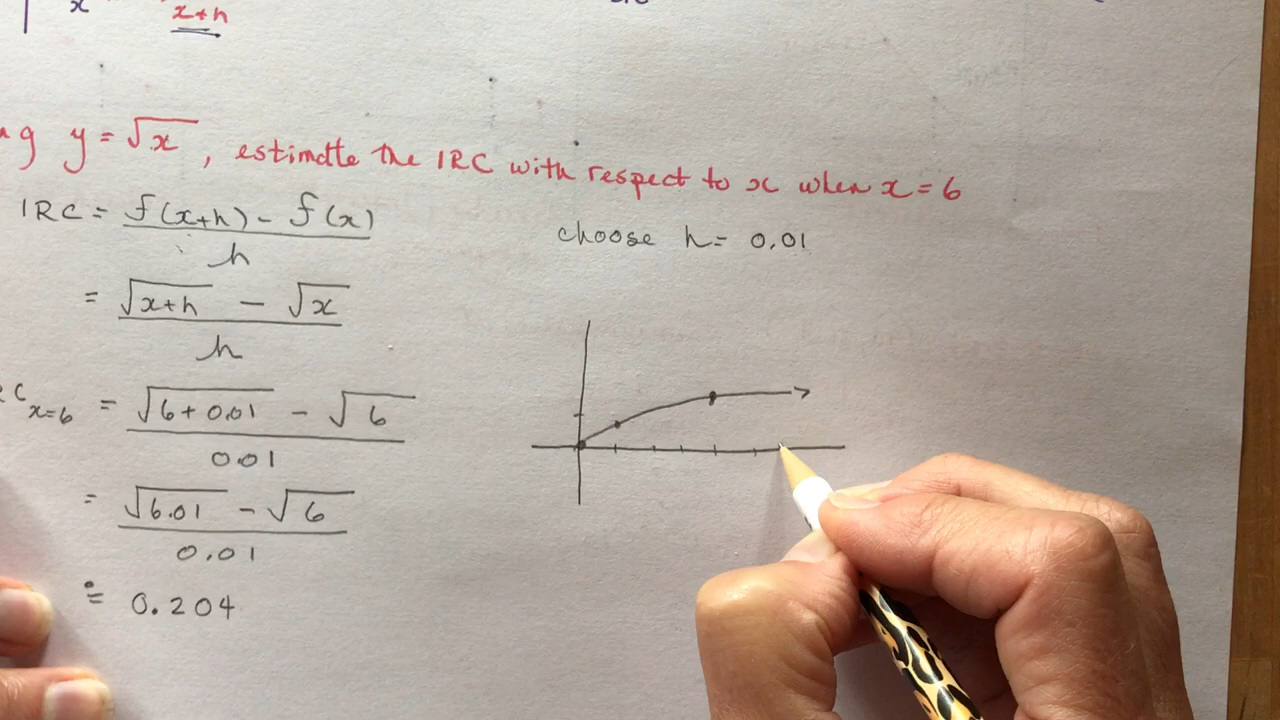 x x+h
g y = √x , estimate the IRC with respect to x when x = 6
IRC = f(x+h) - f(x) / h
choose h = 0.01
= √x+h - √x / h
x=6 = √6+0.01 - √6 / 0.01
= √6.01 - √6 / 0.01
≐ 0.204